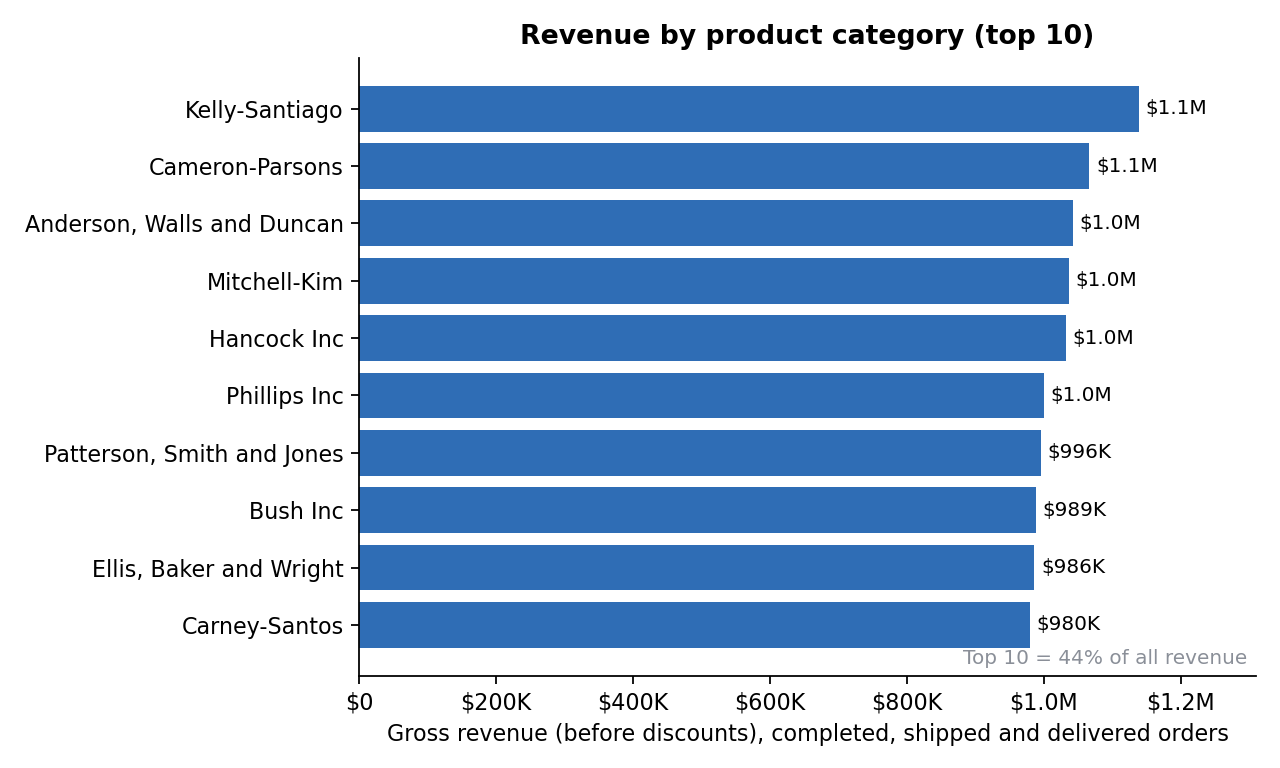 Revenue by product category (top 10)
Kelly-Santiago $1.1M
Cameron-Parsons $1.1M
Anderson, Walls and Duncan $1.0M
Mitchell-Kim $1.0M
Hancock Inc $1.0M
Phillips Inc $1.0M
Patterson, Smith and Jones $996K
Bush Inc $989K
Ellis, Baker and Wright $986K
Carney-Santos $980K
Top 10 = 44% of all revenue
$0 $200K $400K $600K $800K $1.0M $1.2M
Gross revenue (before discounts), completed, shipped and delivered orders